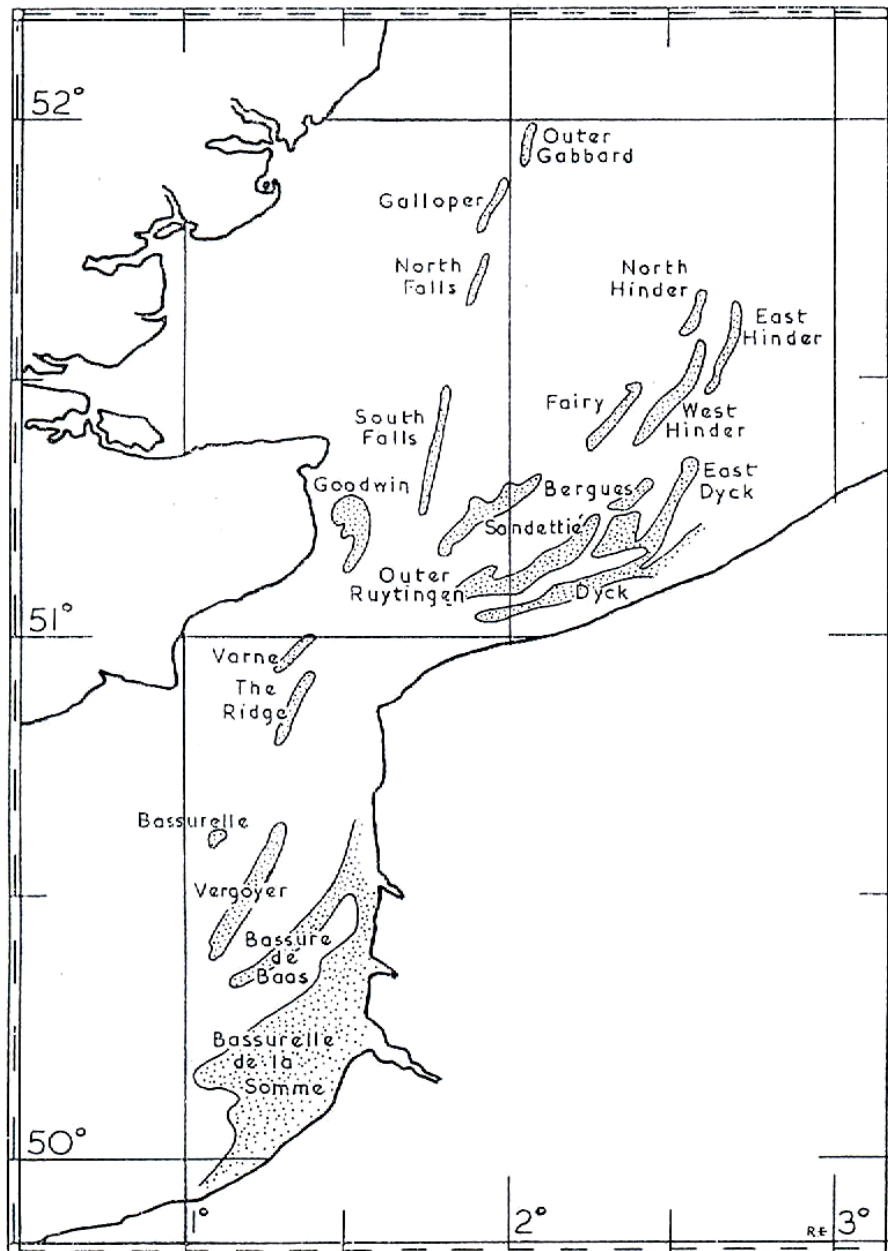 52°
Outer
Gabbard
Galloper
North
Falls
North
Hinder
East
Hinder
Fairy
West
Hinder
South
Falls
Goodwin
East
Dyck
Bergues
Sandettié
Outer
Ruytingen
Dyck
51°
Varne
The
Ridge
Bassurelle
Vergoyer
Bassure
de
Baas
Bassurelle
de la
Somme
50°
1°
2°
3°
R E